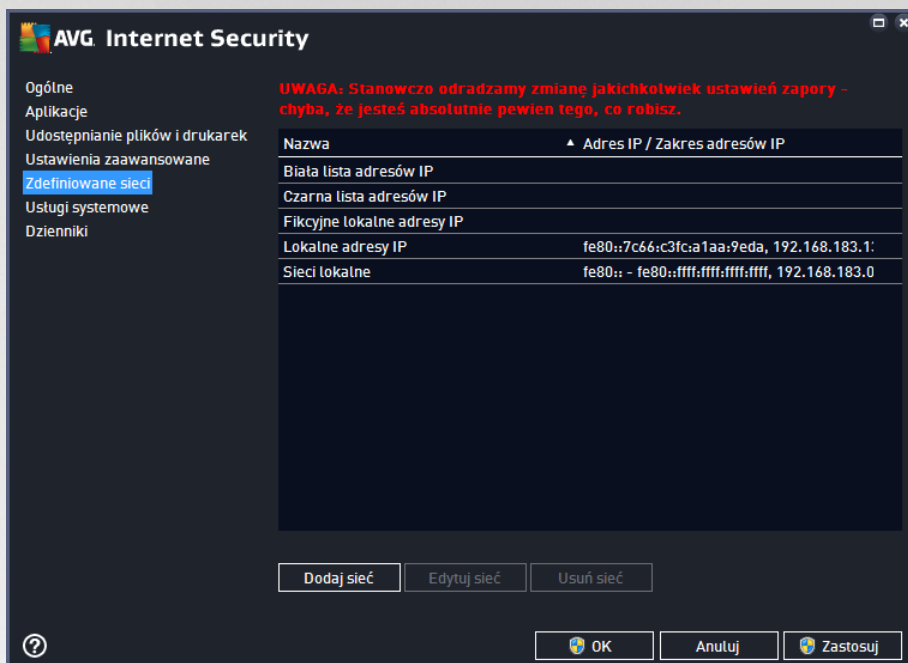 AVG Internet Security
Ogólne
Aplikacje
Udostępnianie plików i drukarek
Ustawienia zaawansowane
Zdefiniowane sieci
Usługi systemowe
Dzienniki
UWAGA: Stanowczo odradzamy zmianę jakichkolwiek ustawień zapory -
chyba, że jesteś absolutnie pewien tego, co robisz.
Nazwa Adres IP / Zakres adresów IP
Biała lista adresów IP
Czarna lista adresów IP
Fikcyjne lokalne adresy IP
Lokalne adresy IP fe80::7c66:c3fc:a1aa:9eda, 192.168.183.1
Sieci lokalne fe80:: - fe80::ffff:ffff:ffff:ffff, 192.168.183.0
Dodaj sieć Edytuj sieć Usuń sieć
? OK Anuluj Zastosuj